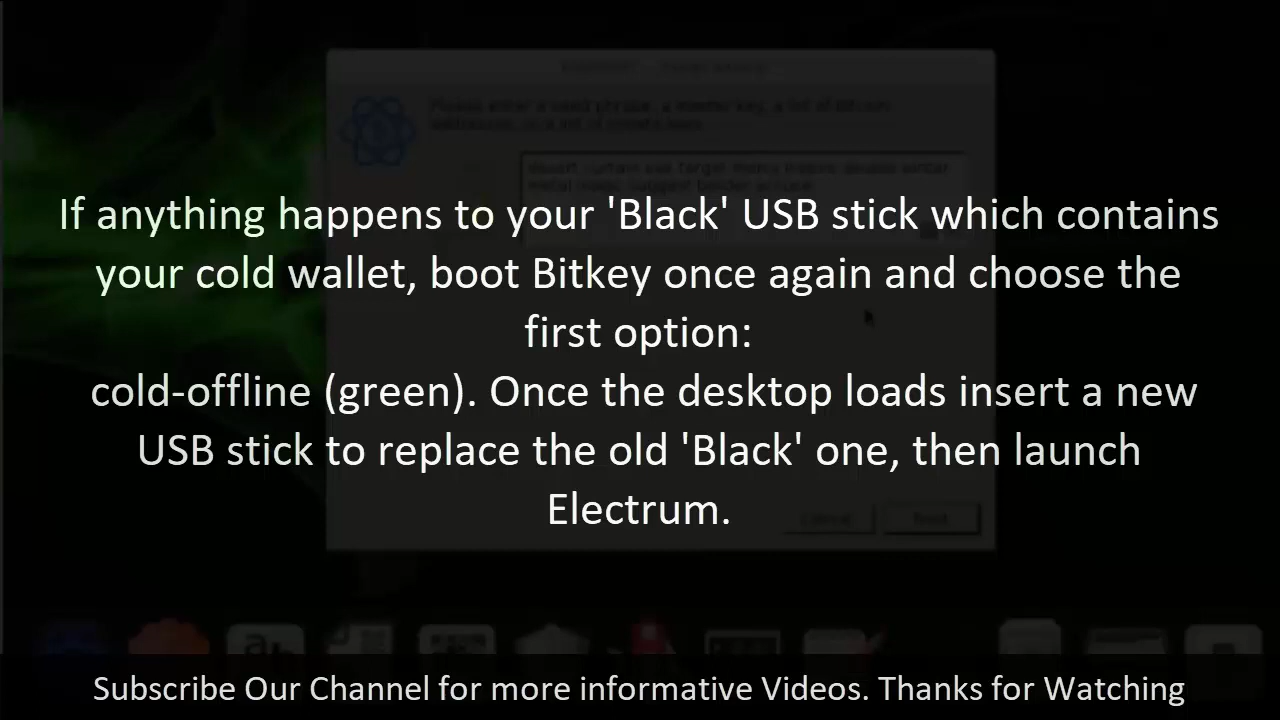 If anything happens to your 'Black' USB stick which contains
your cold wallet, boot Bitkey once again and choose the
first option:
cold-offline (green). Once the desktop loads insert a new
USB stick to replace the old 'Black' one, then launch
Electrum.
Subscribe Our Channel for more informative Videos. Thanks for Watching